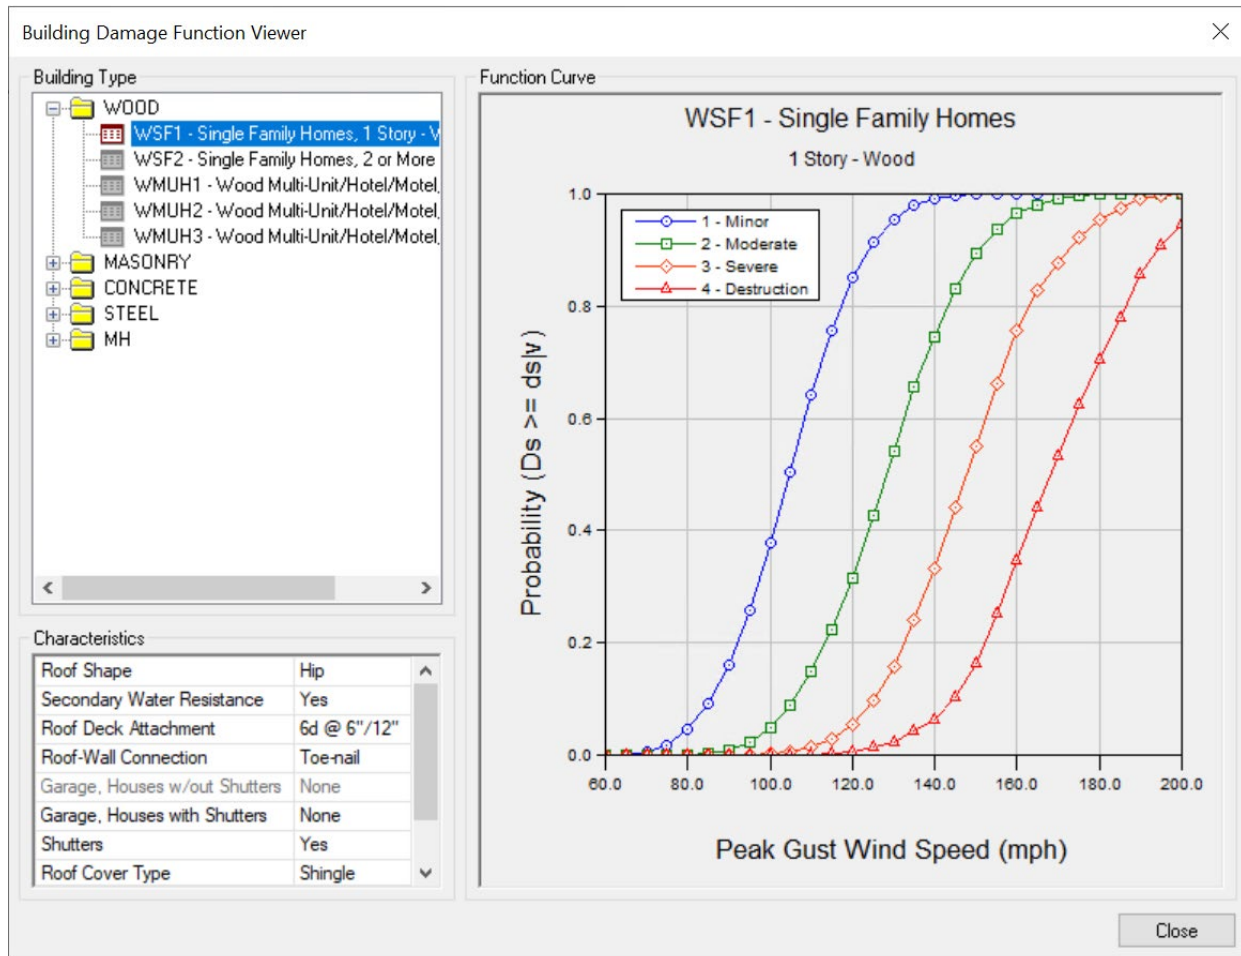 Building Damage Function Viewer
Building Type
WOOD
WSF1 - Single Family Homes, 1 Story - W
WSF2 - Single Family Homes, 2 or More
WMUH1 - Wood Multi-Unit/Hotel/Motel,
WMUH2 - Wood Multi-Unit/Hotel/Motel,
WMUH3 - Wood Multi-Unit/Hotel/Motel,
MASONRY
CONCRETE
STEEL
MH
Characteristics
Roof Shape Hip
Secondary Water Resistance Yes
Roof Deck Attachment 6d @ 6"/12"
Roof-Wall Connection Toe-nail
Garage, Houses w/out Shutters None
Garage, Houses with Shutters None
Shutters Yes
Roof Cover Type Shingle
Function Curve
WSF1 - Single Family Homes
1 Story - Wood
1 - Minor
2 - Moderate
3 - Severe
4 - Destruction
Probability (Ds >= ds|v)
1.0
0.8
0.6
0.4
0.2
0.0
60.0 80.0 100.0 120.0 140.0 160.0 180.0 200.0
Peak Gust Wind Speed (mph)
Close